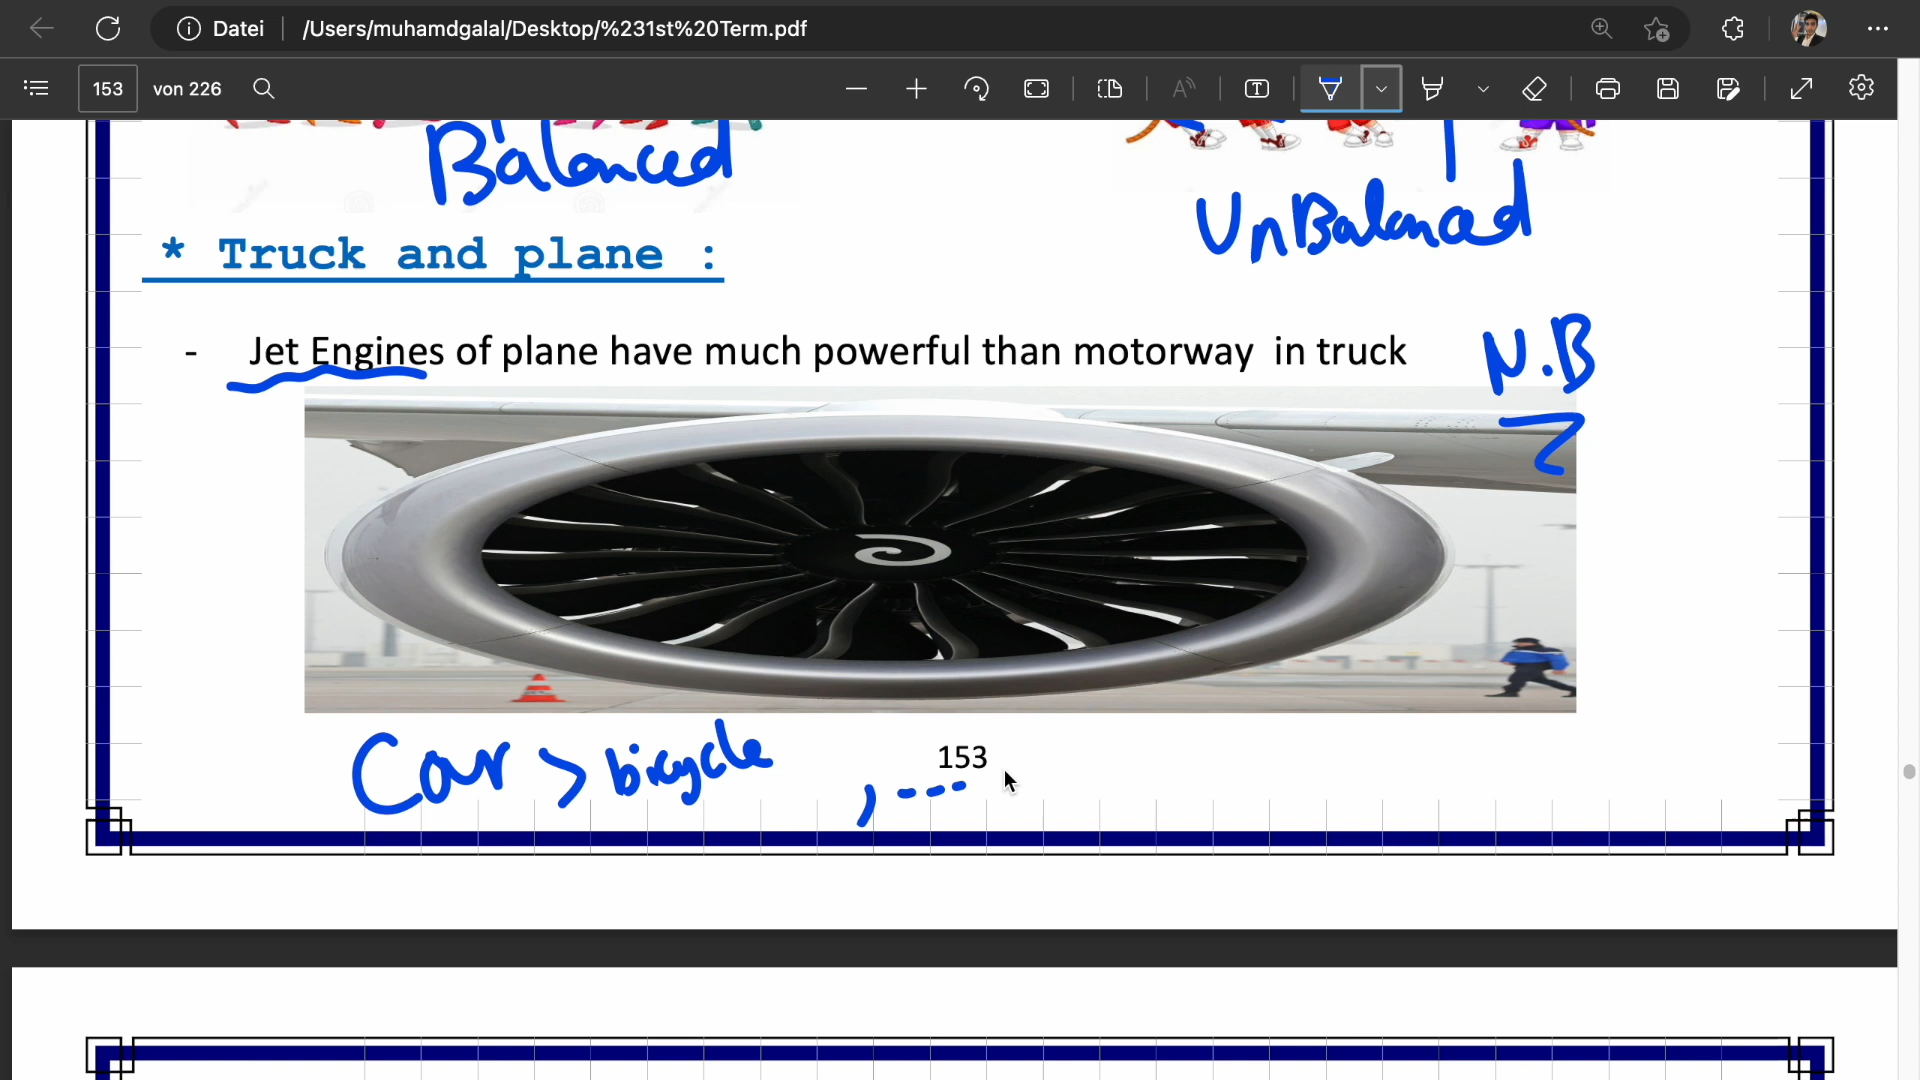 Datei /Users/muhamdgalal/Desktop/%231st%20Term.pdf
153 von 226
Balanced
UnBalanced
* Truck and plane :
- Jet Engines of plane have much powerful than motorway in truck
N.B
Car > bicycle , ----
153